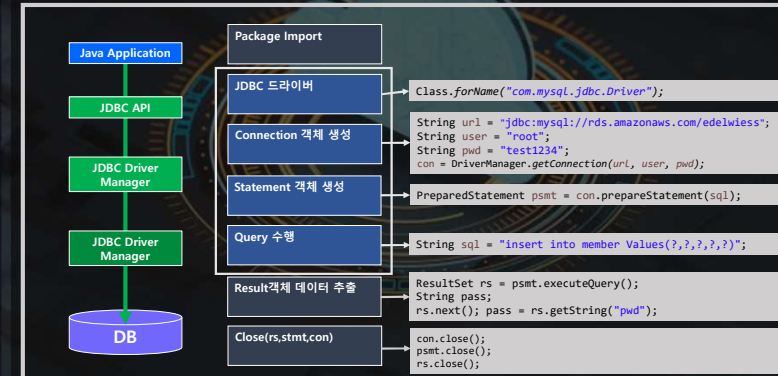 Java Application
JDBC API
JDBC Driver
Manager
JDBC Driver
Manager
DB
Package Import
JDBC 드라이버
Class.forName("com.mysql.jdbc.Driver");
Connection 객체 생성
String url = "jdbc:mysql://rds.amazonaws.com/edelwiess";
String user = "root";
String pwd = "test1234";
con = DriverManager.getConnection(url, user, pwd);
Statement 객체 생성
PreparedStatement psmt = con.prepareStatement(sql);
Query 수행
String sql = "insert into member Values(?,?,?,?,?)";
Result객체 데이터 추출
ResultSet rs = psmt.executeQuery();
String pass;
rs.next(); pass = rs.getString("pwd");
Close(rs,stmt,con)
con.close();
psmt.close();
rs.close();